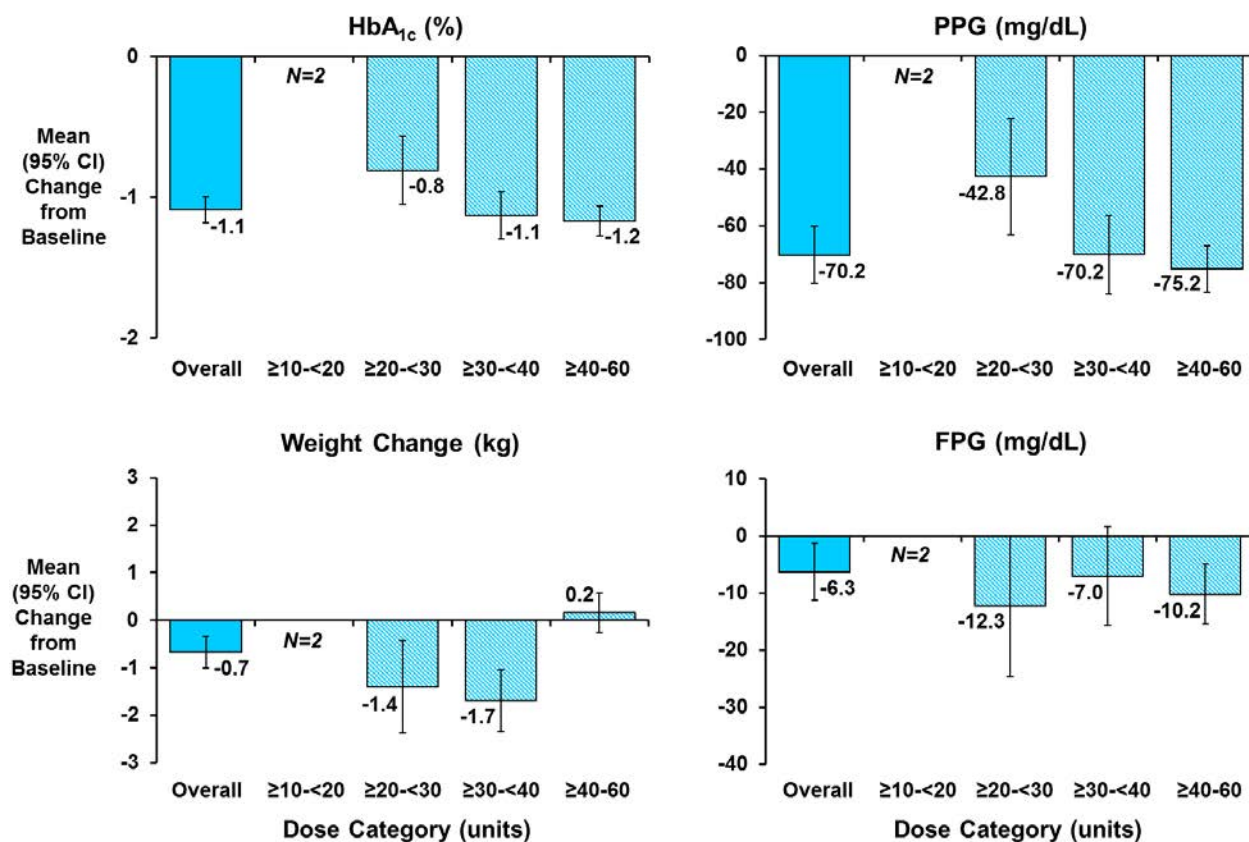 HbA1c (%)
0
-1
-2
Mean
(95% CI)
Change
from
Baseline
N=2
-1.1
-0.8
-1.1
-1.2
Overall ≥10-<20 ≥20-<30 ≥30-<40 ≥40-60
PPG (mg/dL)
0
-20
-40
-60
-80
-100
N=2
-70.2
-42.8
-70.2
-75.2
Overall ≥10-<20 ≥20-<30 ≥30-<40 ≥40-60
Weight Change (kg)
3
2
1
0
-1
-2
-3
Mean
(95% CI)
Change
from
Baseline
N=2
-0.7
-1.4
-1.7
0.2
Overall ≥10-<20 ≥20-<30 ≥30-<40 ≥40-60
Dose Category (units)
FPG (mg/dL)
10
0
-10
-20
-30
-40
N=2
-6.3
-12.3
-7.0
-10.2
Overall ≥10-<20 ≥20-<30 ≥30-<40 ≥40-60
Dose Category (units)